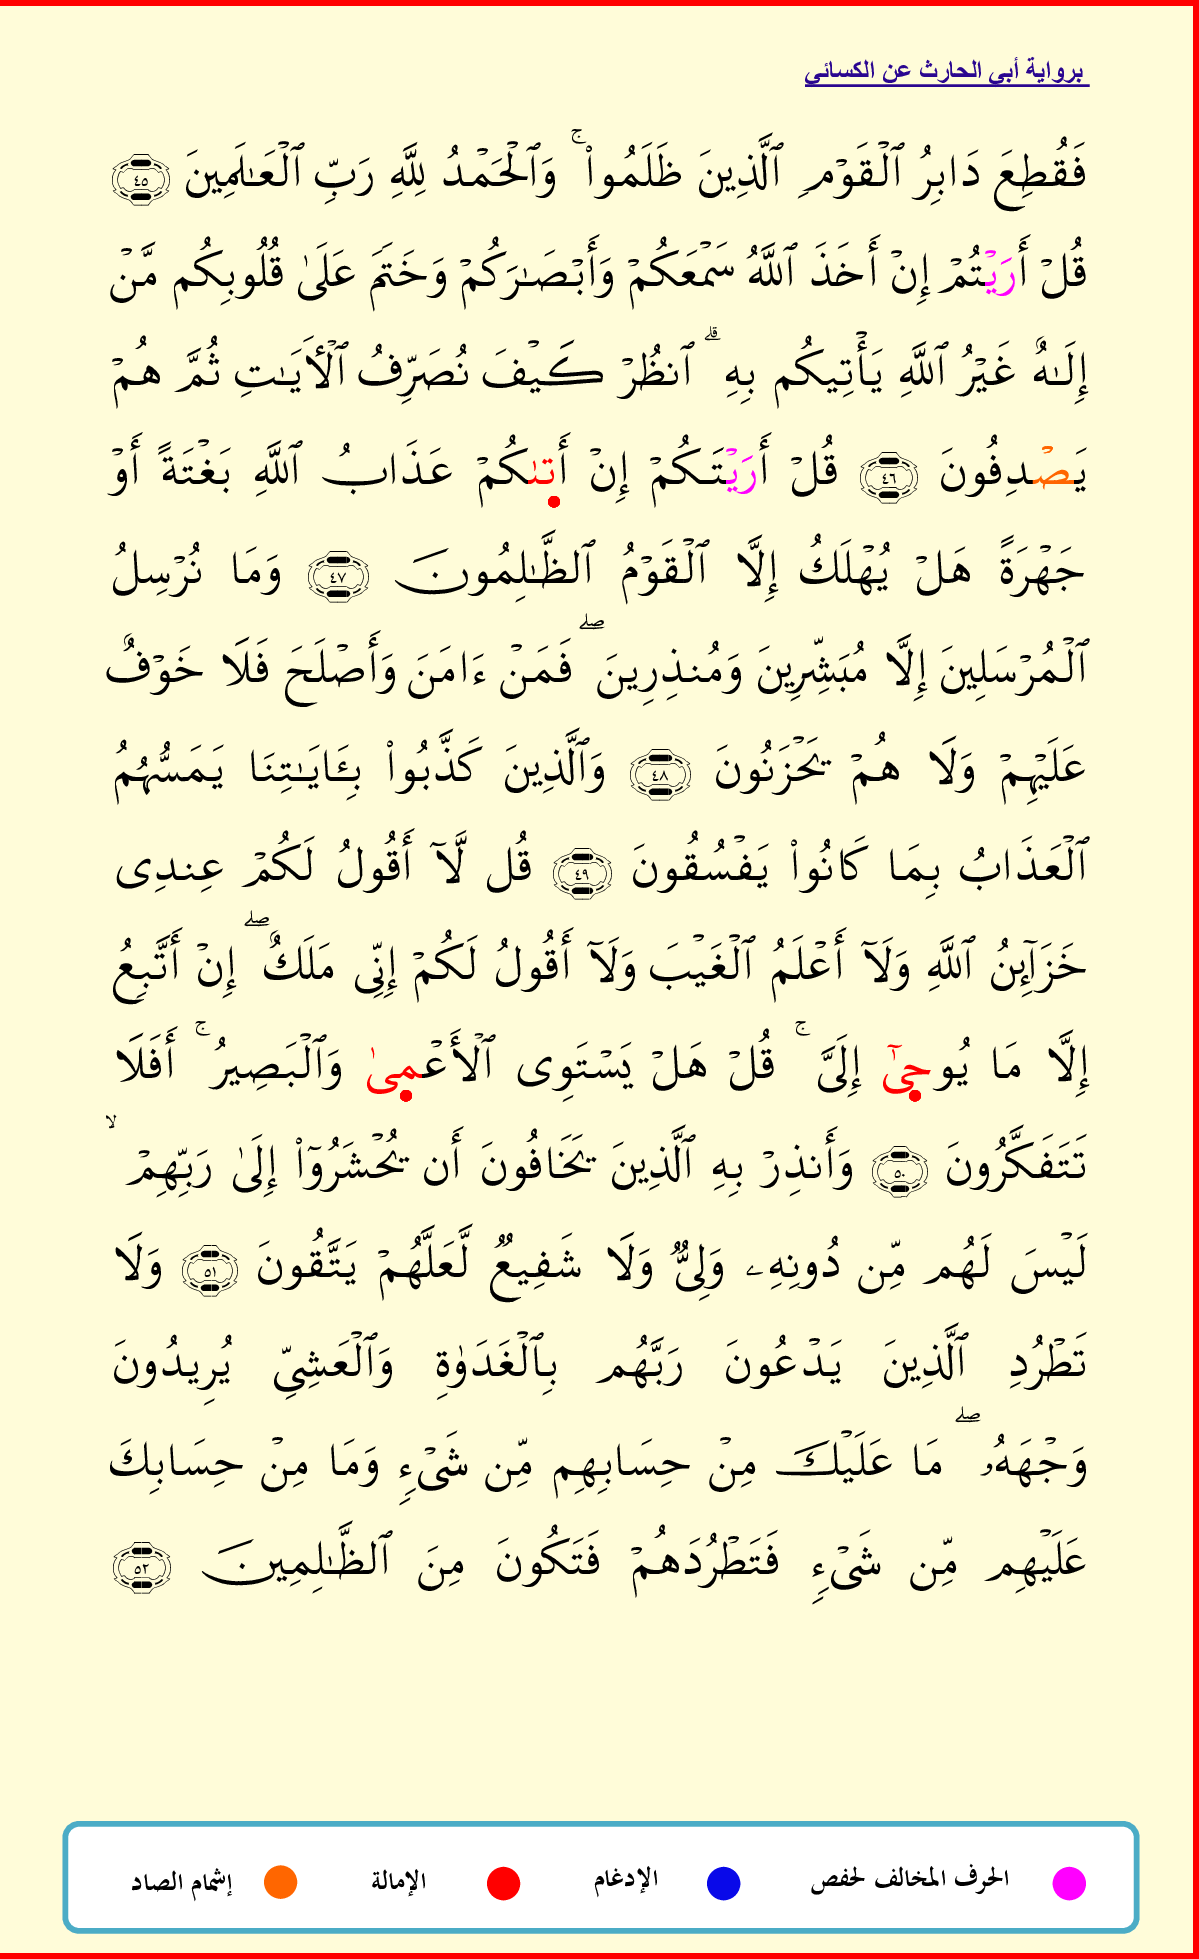 برواية أبي الحارث عن الكسائي
فَقُطِعَ دَابِرُ ٱلۡقَوۡمِ ٱلَّذِينَ ظَلَمُواْۚ وَٱلۡحَمۡدُ لِلَّهِ رَبِّ ٱلۡعَـٰلَمِينَ ٤٥
قُلۡ أَرَيۡتُمۡ إِنۡ أَخَذَ ٱللَّهُ سَمۡعَكُمۡ وَأَبۡصَـٰرَكُمۡ وَخَتَمَ عَلَىٰ قُلُوبِكُم مَّنۡ
إِلَـٰهٌ غَيۡرُ ٱللَّهِ يَأۡتِيكُم بِهِۗ ٱنظُرۡ كَيۡفَ نُصَرِّفُ ٱلۡأَيَـٰتِ ثُمَّ هُمۡ
يَصۡدِفُونَ ٤٦ قُلۡ أَرَيۡتَكُمۡ إِنۡ أَتىٰكُمۡ عَذَابُ ٱللَّهِ بَغۡتَةً أَوۡ
جَهۡرَةً هَلۡ يُهۡلَكُ إِلَّا ٱلۡقَوۡمُ ٱلظَّـٰلِمُونَ ٤٧ وَمَا نُرۡسِلُ
ٱلۡمُرۡسَلِينَ إِلَّا مُبَشِّرِينَ وَمُنذِرِينَۖ فَمَنۡ ءَامَنَ وَأَصۡلَحَ فَلَا خَوۡفٌ
عَلَيۡهِمۡ وَلَا هُمۡ يَحۡزَنُونَ ٤٨ وَٱلَّذِينَ كَذَّبُواْ بِـَٔايَـٰتِنَا يَمَسُّهُمُ
ٱلۡعَذَابُ بِمَا كَانُواْ يَفۡسُقُونَ ٤٩ قُل لَّآ أَقُولُ لَكُمۡ عِندِى
خَزَآئِنُ ٱللَّهِ وَلَآ أَعۡلَمُ ٱلۡغَيۡبَ وَلَآ أَقُولُ لَكُمۡ إِنِّى مَلَكٌۖ إِنۡ أَتَّبِعُ
إِلَّا مَا يُوحىٰٓ إِلَىَّۚ قُلۡ هَلۡ يَسۡتَوِى ٱلۡأَعۡمىٰ وَٱلۡبَصِيرُۚ أَفَلَا
تَتَفَكَّرُونَ ٥٠ وَأَنذِرۡ بِهِ ٱلَّذِينَ يَخَافُونَ أَن يُحۡشَرُوٓاْ إِلَىٰ رَبِّهِمۡۙ
لَيۡسَ لَهُم مِّن دُونِهِۦ وَلِىٌّ وَلَا شَفِيعٌ لَّعَلَّهُمۡ يَتَّقُونَ ٥١ وَلَا
تَطۡرُدِ ٱلَّذِينَ يَدۡعُونَ رَبَّهُم بِٱلۡغَدَوٰةِ وَٱلۡعَشِىِّ يُرِيدُونَ
وَجۡهَهُۥۖ مَا عَلَيۡكَ مِنۡ حِسَابِهِم مِّن شَىۡءٍ وَمَا مِنۡ حِسَابِكَ
عَلَيۡهِم مِّن شَىۡءٍ فَتَطۡرُدَهُمۡ فَتَكُونَ مِنَ ٱلظَّـٰلِمِينَ ٥٢
الحرف المخالف لحفص الإدغام الإمالة إشمام الصاد